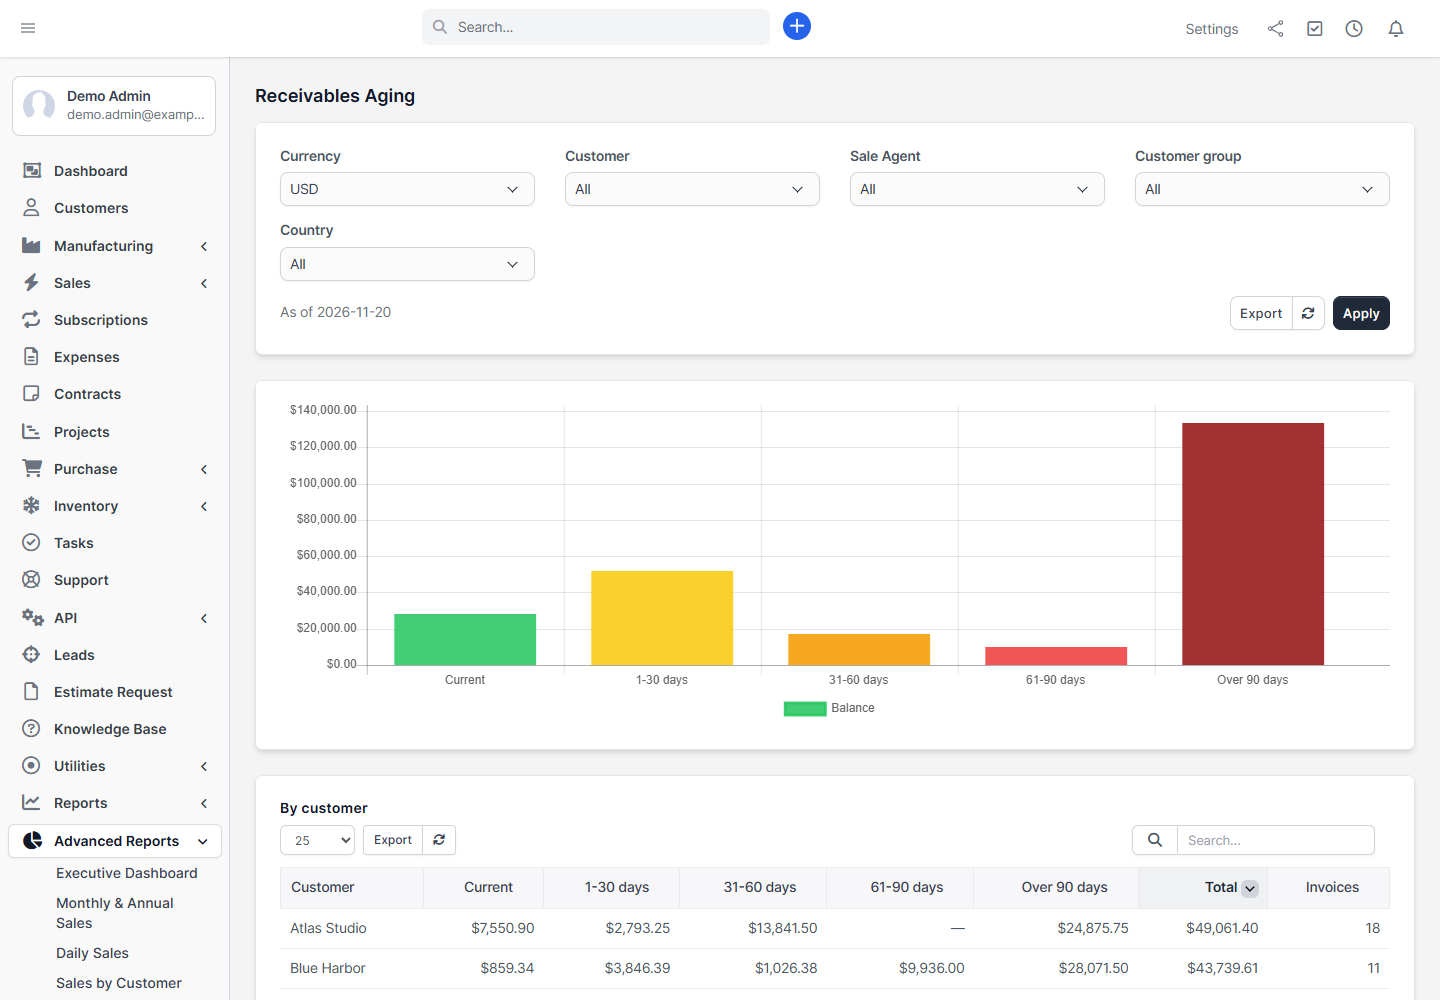 Search...
Settings
Demo Admin
demo.admin@examp...
Dashboard
Customers
Manufacturing
Sales
Subscriptions
Expenses
Contracts
Projects
Purchase
Inventory
Tasks
Support
API
Leads
Estimate Request
Knowledge Base
Utilities
Reports
Advanced Reports
Executive Dashboard
Monthly & Annual
Sales
Daily Sales
Sales by Customer
Receivables Aging
Currency Customer Sale Agent Customer group
USD All All All
Country
All
As of 2026-11-20
Export Apply
$140,000.00
$120,000.00
$100,000.00
$80,000.00
$60,000.00
$40,000.00
$20,000.00
$0.00
Current 1-30 days 31-60 days 61-90 days Over 90 days
Balance
By customer
25 Export Search...
Customer Current 1-30 days 31-60 days 61-90 days Over 90 days Total Invoices
Atlas Studio $7,550.90 $2,793.25 $13,841.50 — $24,875.75 $49,061.40 18
Blue Harbor $859.34 $3,846.39 $1,026.38 $9,936.00 $28,071.50 $43,739.61 11